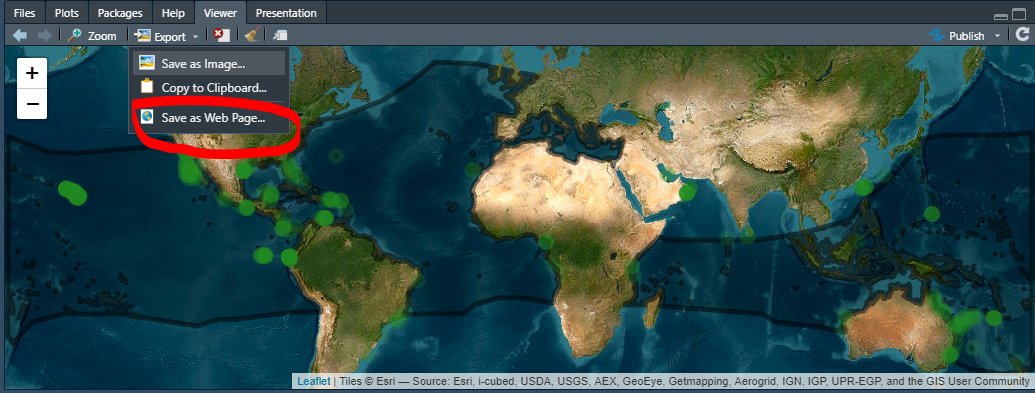 Files Plots Packages Help Viewer Presentation
Zoom Export Publish
+
−
Save as Image...
Copy to Clipboard...
Save as Web Page...
Leaflet | Tiles © Esri — Source: Esri, i-cubed, USDA, USGS, AEX, GeoEye, Getmapping, Aerogrid, IGN, IGP, UPR-EGP, and the GIS User Community